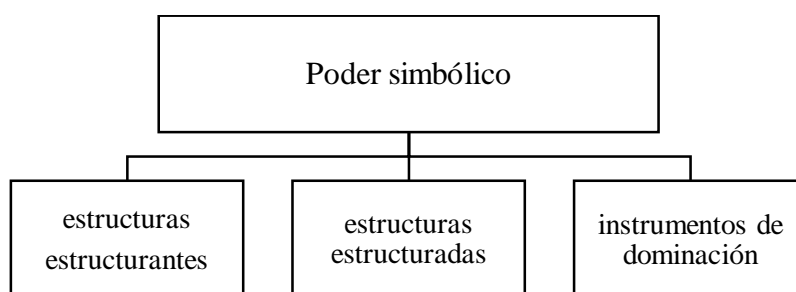 Poder simbólico
estructuras
estructurantes
estructuras
estructuradas
instrumentos de
dominación